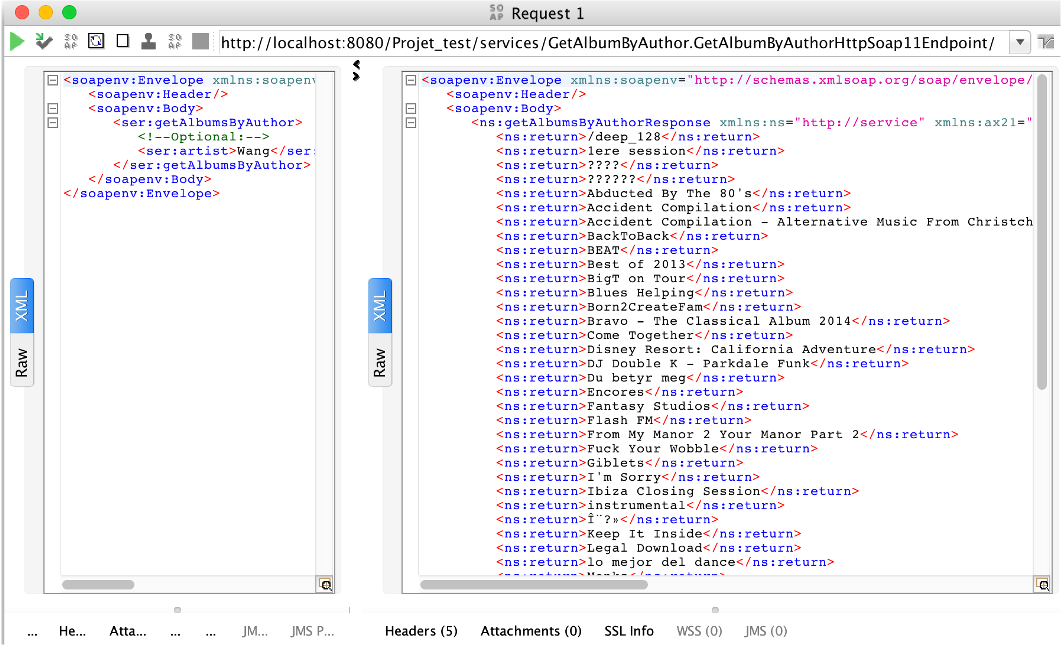 SO AP Request 1
http://localhost:8080/Projet_test/services/GetAlbumByAuthor.GetAlbumByAuthorHttpSoap11Endpoint/
<soapenv:Envelope xmlns:soapenv
<soapenv:Header/>
<soapenv:Body>
<ser:getAlbumsByAuthor>
<!--Optional:-->
<ser:artist>Wang</ser:
</ser:getAlbumsByAuthor>
</soapenv:Body>
</soapenv:Envelope>
XML
Raw
<soapenv:Envelope xmlns:soapenv="http://schemas.xmlsoap.org/soap/envelope/
<soapenv:Header/>
<soapenv:Body>
<ns:getAlbumsByAuthorResponse xmlns:ns="http://service" xmlns:ax21="
<ns:return>/deep_128</ns:return>
<ns:return>1ere session</ns:return>
<ns:return>????</ns:return>
<ns:return>??????</ns:return>
<ns:return>Abducted By The 80's</ns:return>
<ns:return>Accident Compilation</ns:return>
<ns:return>Accident Compilation - Alternative Music From Christch
<ns:return>BackToBack</ns:return>
<ns:return>BEAT</ns:return>
<ns:return>Best of 2013</ns:return>
<ns:return>BigT on Tour</ns:return>
<ns:return>Blues Helping</ns:return>
<ns:return>Born2CreateFam</ns:return>
<ns:return>Bravo - The Classical Album 2014</ns:return>
<ns:return>Come Together</ns:return>
<ns:return>Disney Resort: California Adventure</ns:return>
<ns:return>DJ Double K - Parkdale Funk</ns:return>
<ns:return>Du betyr meg</ns:return>
<ns:return>Encores</ns:return>
<ns:return>Fantasy Studios</ns:return>
<ns:return>Flash FM</ns:return>
<ns:return>From My Manor 2 Your Manor Part 2</ns:return>
<ns:return>Fuck Your Wobble</ns:return>
<ns:return>Giblets</ns:return>
<ns:return>I'm Sorry</ns:return>
<ns:return>Ibiza Closing Session</ns:return>
<ns:return>instrumental</ns:return>
<ns:return>Î¨?»</ns:return>
<ns:return>Keep It Inside</ns:return>
<ns:return>Legal Download</ns:return>
<ns:return>lo mejor del dance</ns:return>
XML
Raw
... He... Atta... ... ... JM... JMS P...
Headers (5) Attachments (0) SSL Info WSS (0) JMS (0)